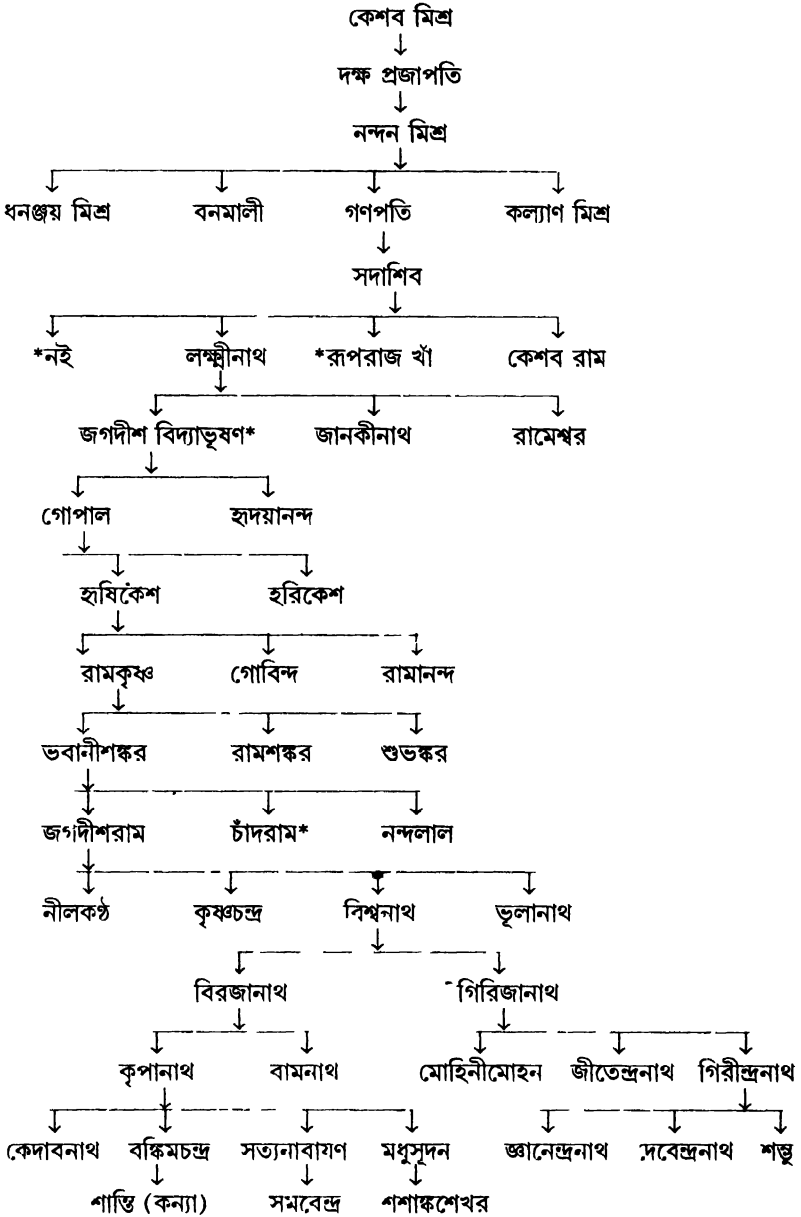 কেশব মিশ্র
দক্ষ প্রজাপতি
নন্দন মিশ্র
ধনঞ্জয় মিশ্র বনমালী গণপতি কল্যাণ মিশ্র
সদাশিব
*নই লক্ষ্মীনাথ *রূপরাজ খাঁ কেশব রাম
জগদীশ বিদ্যাভূষণ* জানকীনাথ রামেশ্বর
গোপাল হৃদয়ানন্দ
হৃষিকেশ হরিকেশ
রামকৃষ্ণ গোবিন্দ রামানন্দ
ভবানীশঙ্কর রামশঙ্কর শুভঙ্কর
জগদীশরাম চাঁদরাম* নন্দলাল
নীলকণ্ঠ কৃষ্ণচন্দ্র বিশ্বনাথ ভূলানাথ
বিরজানাথ গিরিজানাথ
কৃপানাথ বামনাথ মোহিনীমোহন জীতেন্দ্রনাথ গিরীন্দ্রনাথ
কেদাবনাথ বঙ্কিমচন্দ্র সত্যনাবাযণ মধুসূদন জ্ঞানেন্দ্রনাথ দেবেন্দ্রনাথ শম্ভু
শান্তি (কন্যা) সমবেন্দ্র শশাঙ্কশেখর